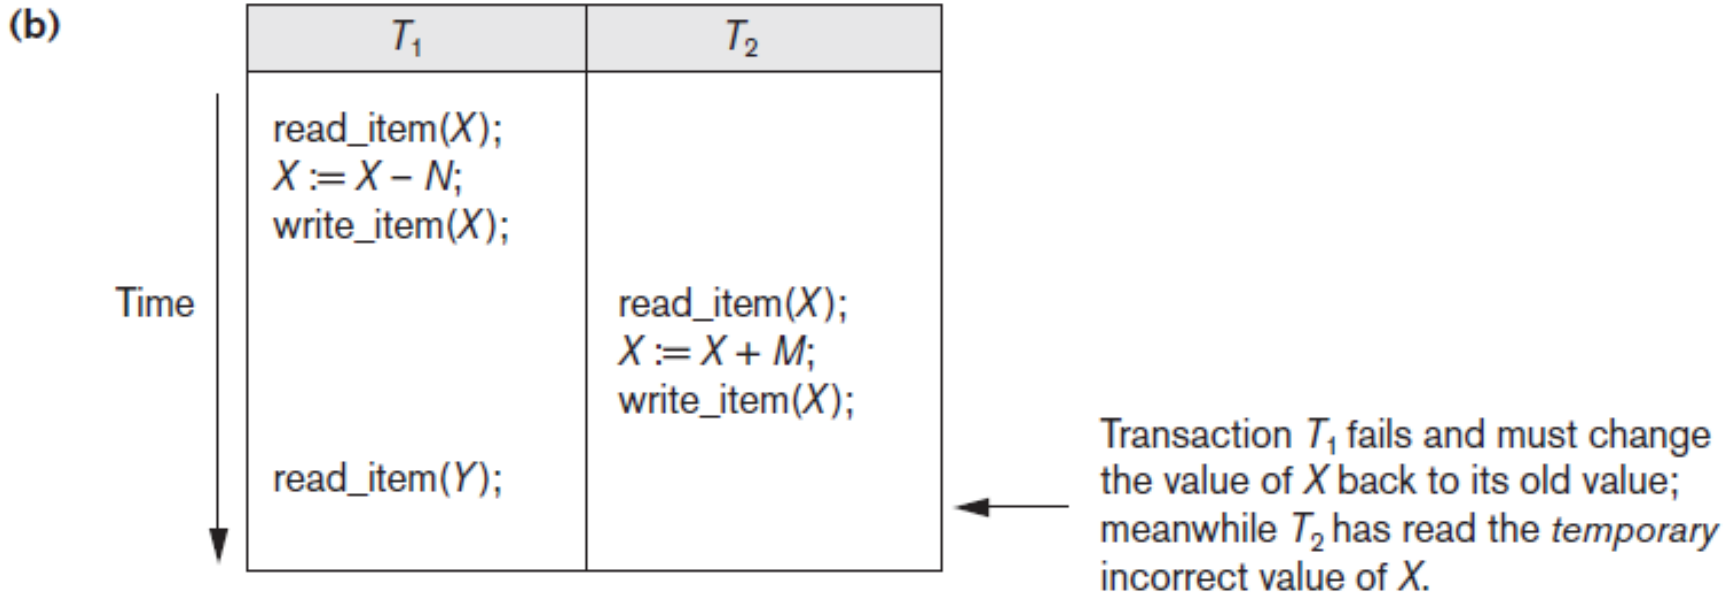 (b)
T₁ T₂
read_item(X);
X := X – N;
write_item(X);
Time
read_item(X);
X := X + M;
write_item(X);
read_item(Y);
Transaction T₁ fails and must change
the value of X back to its old value;
meanwhile T₂ has read the temporary
incorrect value of X.